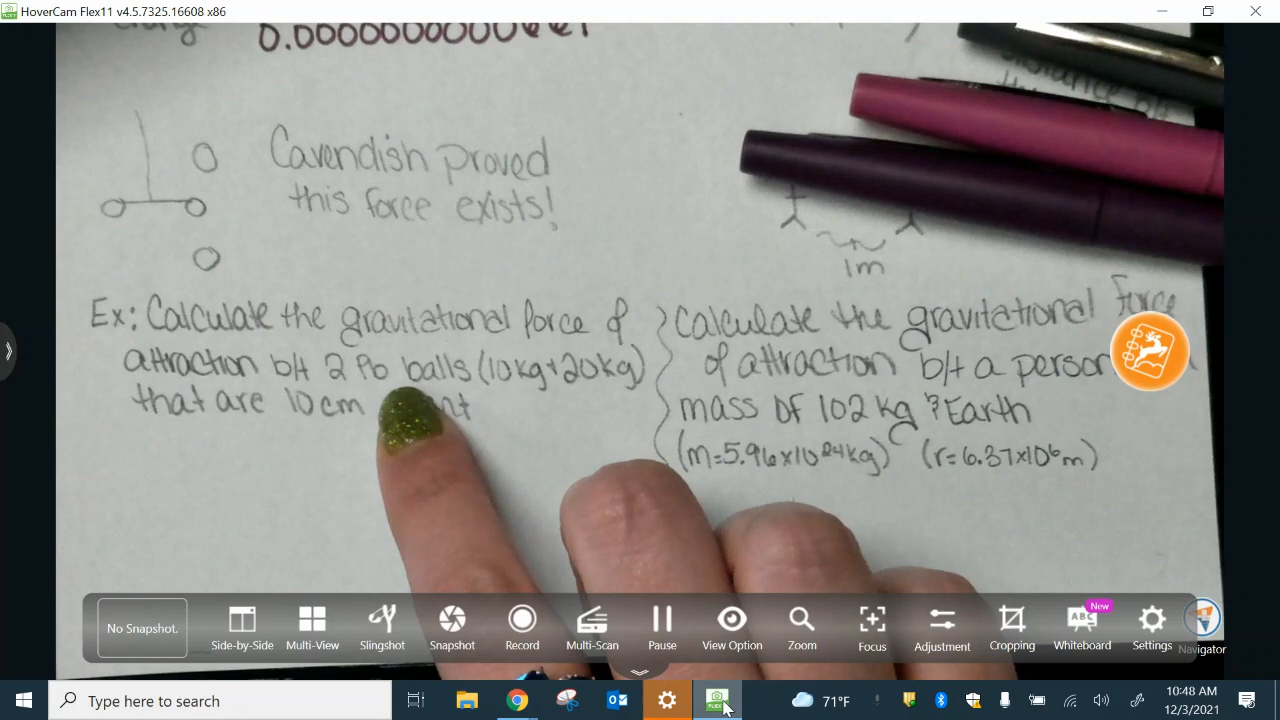 HoverCam Flex11 v4.5.7325.16608 x86
Cavendish proved
this force exists!
1m
Ex: Calculate the gravitational force of
attraction b/t 2 Pb balls (10kg + 20kg)
that are 10cm
Calculate the gravitational force
of attraction b/t a person
mass of 102 kg & Earth
(m=5.96x10^24kg) (r=6.37x10^6m)
No Snapshot.
Side-by-Side
Multi-View
Slingshot
Snapshot
Record
Multi-Scan
Pause
View Option
Zoom
Focus
Adjustment
Cropping
New
ABC
Whiteboard
Settings
Navigator
Type here to search
FLEX
71°F
10:48 AM
12/3/2021